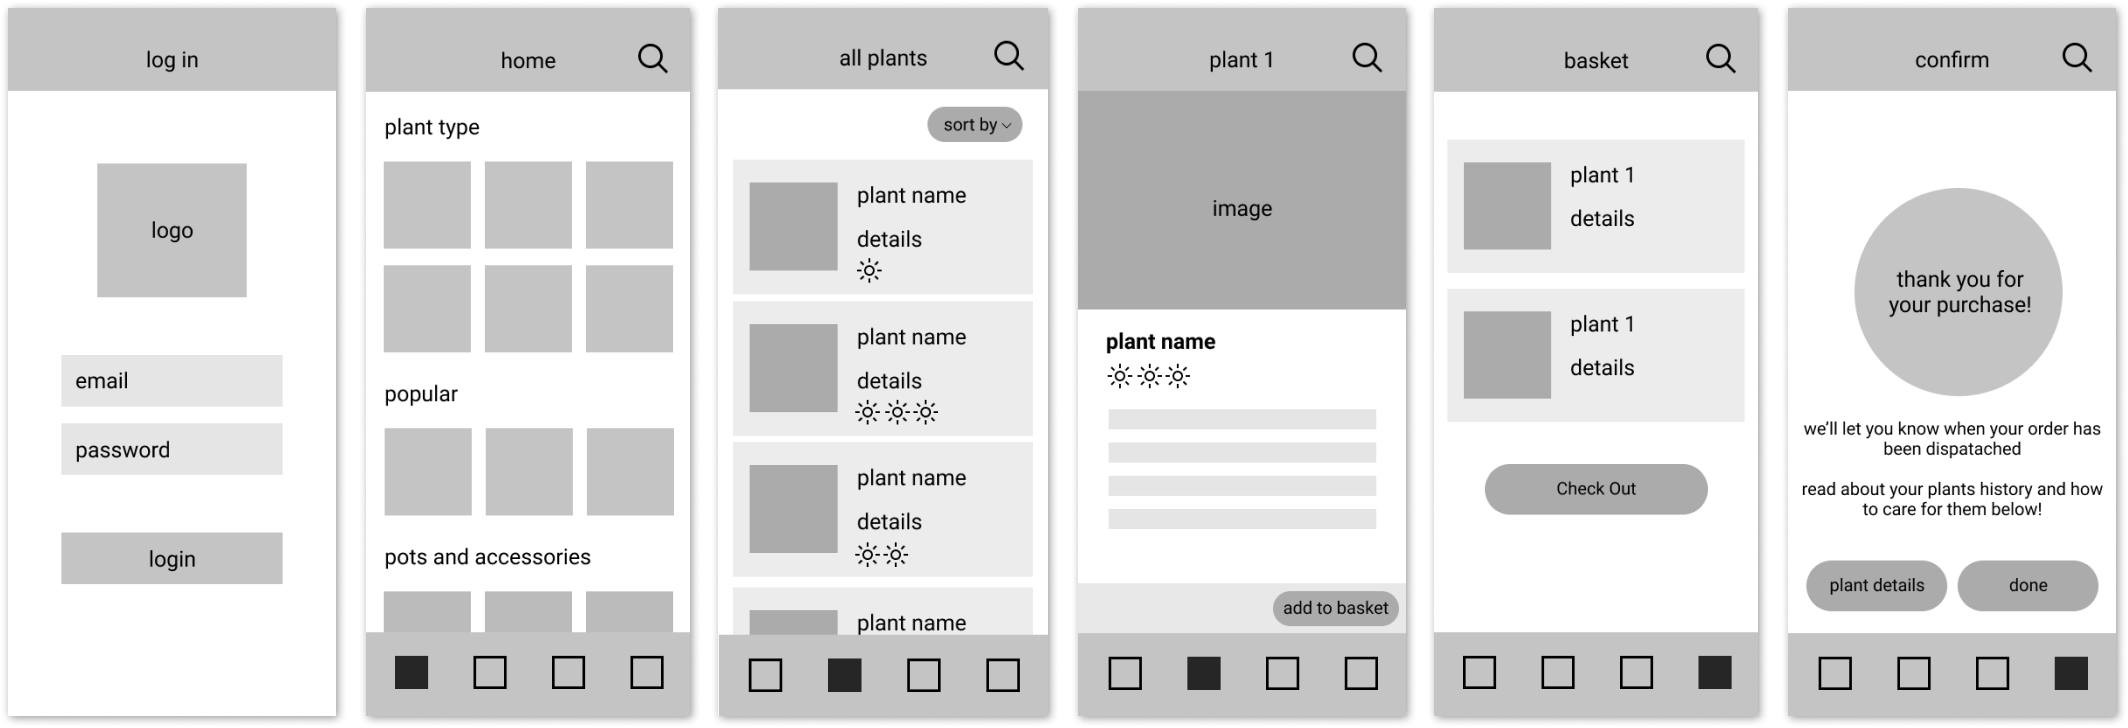 log in
logo
email
password
login
home
plant type
popular
pots and accessories
all plants
sort by
plant name
details
plant name
details
plant name
details
plant name
plant 1
image
plant name
add to basket
basket
plant 1
details
plant 1
details
Check Out
confirm
thank you for
your purchase!
we'll let you know when your order has
been dispatached
read about your plants history and how
to care for them below!
plant details
done